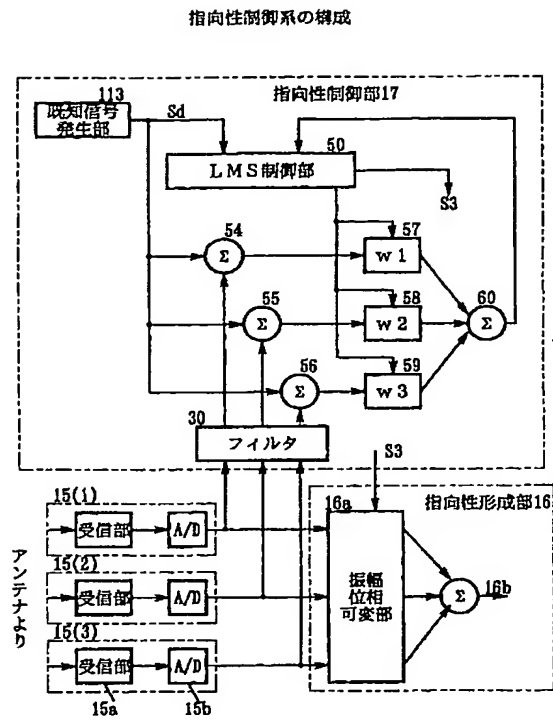 指向性制御系の構成
113
指向性制御部17
既知信号
発生部
Sd
50
LMS制御部
S3
54
57
Σ
w1
55
58
60
Σ
w2
Σ
56
59
Σ
w3
30
フィルタ
S3
15(1)
16a
指向性形成部16
受信部
A/D
15(2)
アンテナより
受信部
A/D
振幅
位相
可変部
Σ
16b
15(3)
受信部
A/D
15a
15b